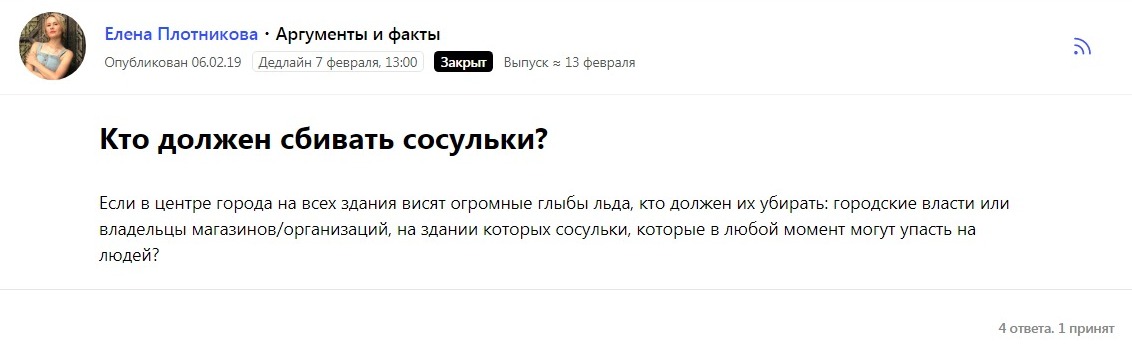 Елена Плотникова • Аргументы и факты
Опубликован 06.02.19 Дедлайн 7 февраля, 13:00 Закрыт Выпуск ≈ 13 февраля
Кто должен сбивать сосульки?
Если в центре города на всех здания висят огромные глыбы льда, кто должен их убирать: городские власти или
владельцы магазинов/организаций, на здании которых сосульки, которые в любой момент могут упасть на
людей?
4 ответа. 1 принят